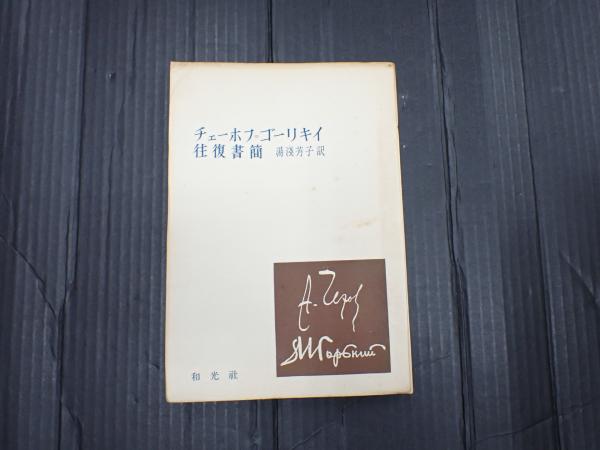 チェーホフ=ゴーリキイ
往復書簡 湯淺芳子訳
А. Чехов
М Горький
和光社